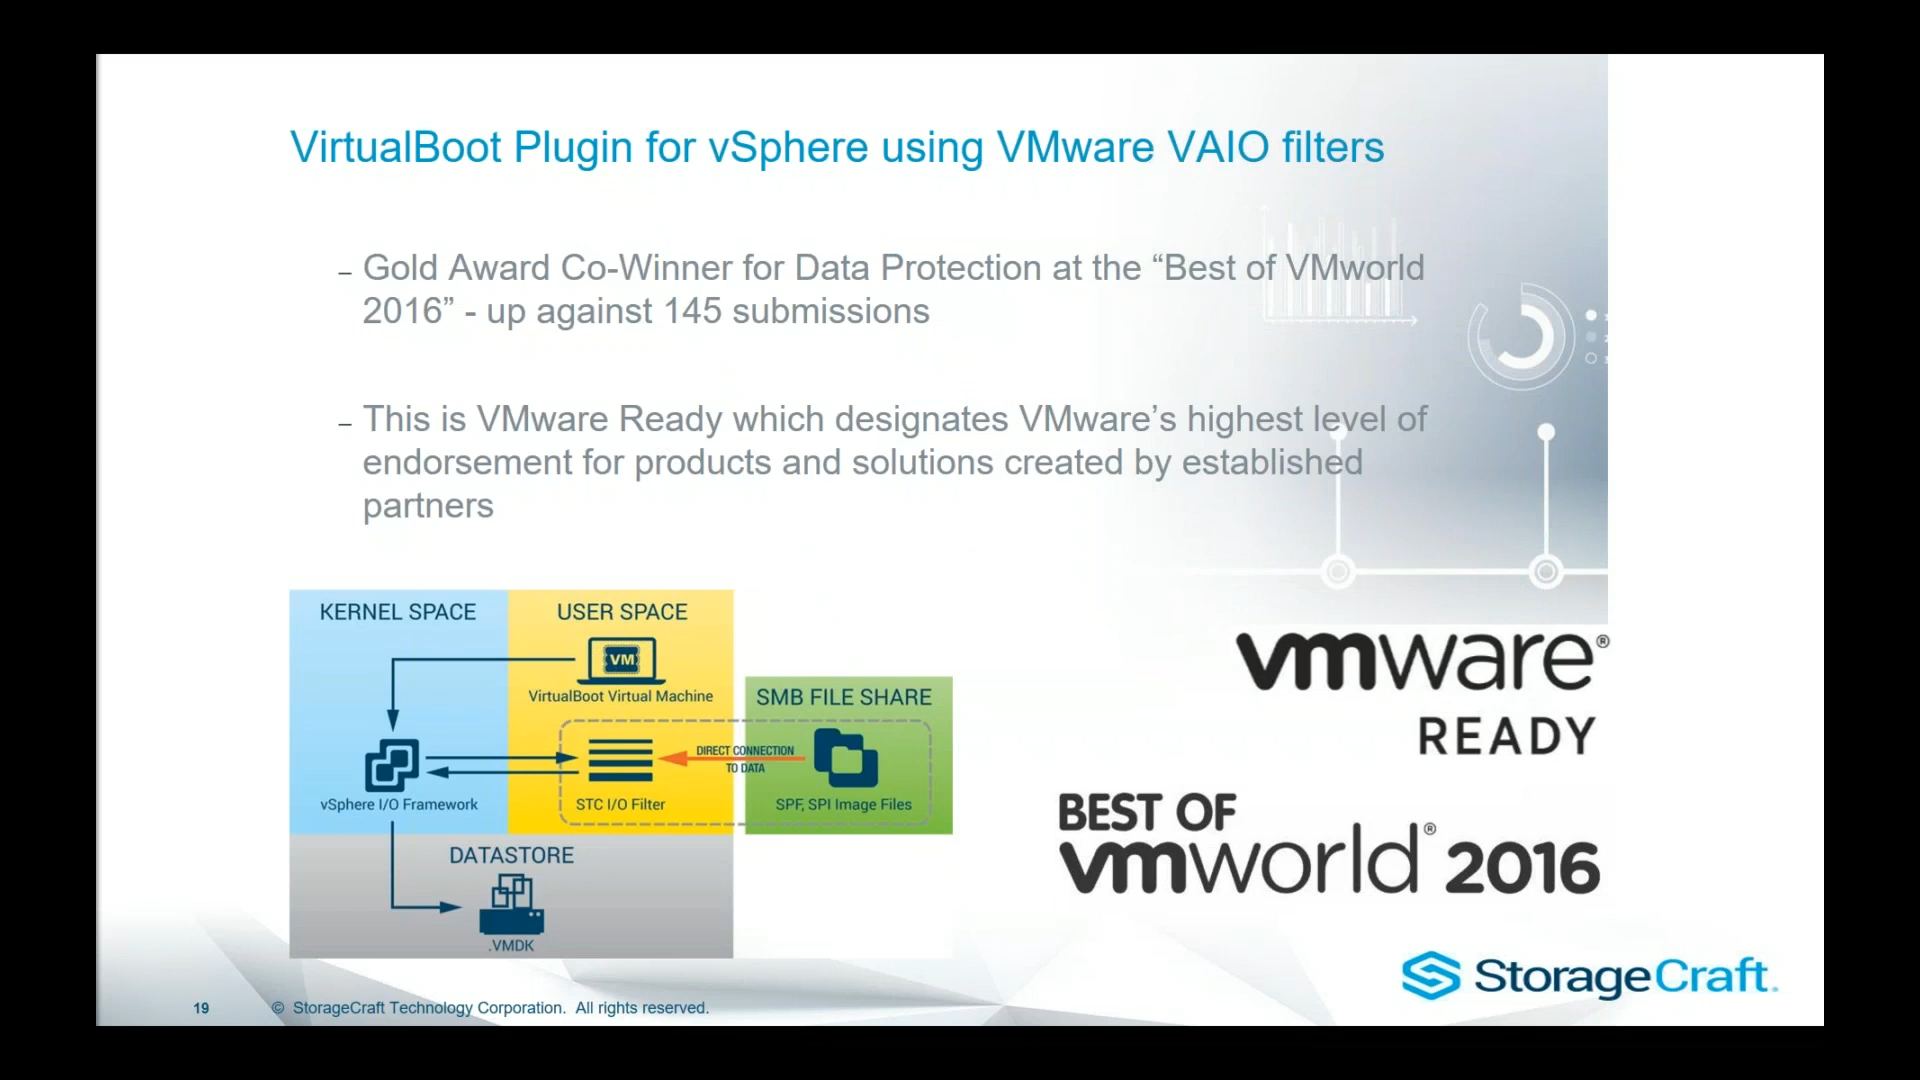 VirtualBoot Plugin for vSphere using VMware VAIO filters
– Gold Award Co-Winner for Data Protection at the “Best of VMworld
2016” - up against 145 submissions
– This is VMware Ready which designates VMware’s highest level of
endorsement for products and solutions created by established
partners
KERNEL SPACE
USER SPACE
VM
VirtualBoot Virtual Machine
SMB FILE SHARE
DIRECT CONNECTION
TO DATA
vSphere I/O Framework
STC I/O Filter
SPF, SPI Image Files
DATASTORE
.VMDK
vmware®
READY
BEST OF
vmworld® 2016
StorageCraft.
19
© StorageCraft Technology Corporation. All rights reserved.